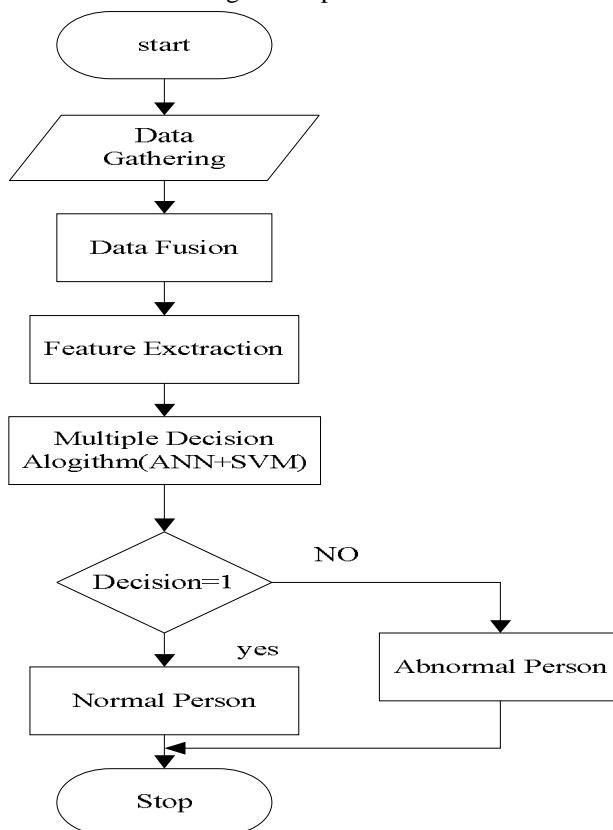 start
Data
Gathering
Data Fusion
Feature Exctraction
Multiple Decision
Alogithm(ANN+SVM)
NO
Decision=1
yes
Abnormal Person
Normal Person
Stop